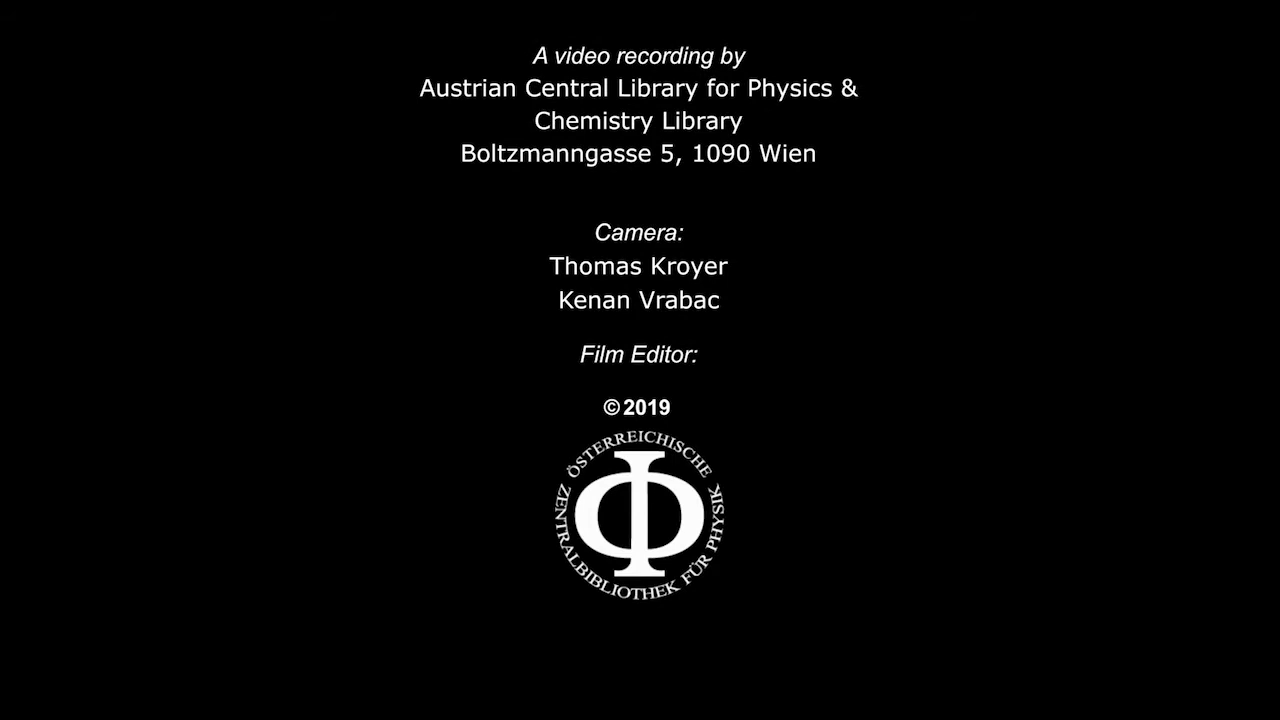 A video recording by
Austrian Central Library for Physics &
Chemistry Library
Boltzmanngasse 5, 1090 Wien
Camera:
Thomas Kroyer
Kenan Vrabac
Film Editor:
©2019
ÖSTERREICHISCHE
ZENTRALBIBLIOTHEK FÜR PHYSIK
Φ